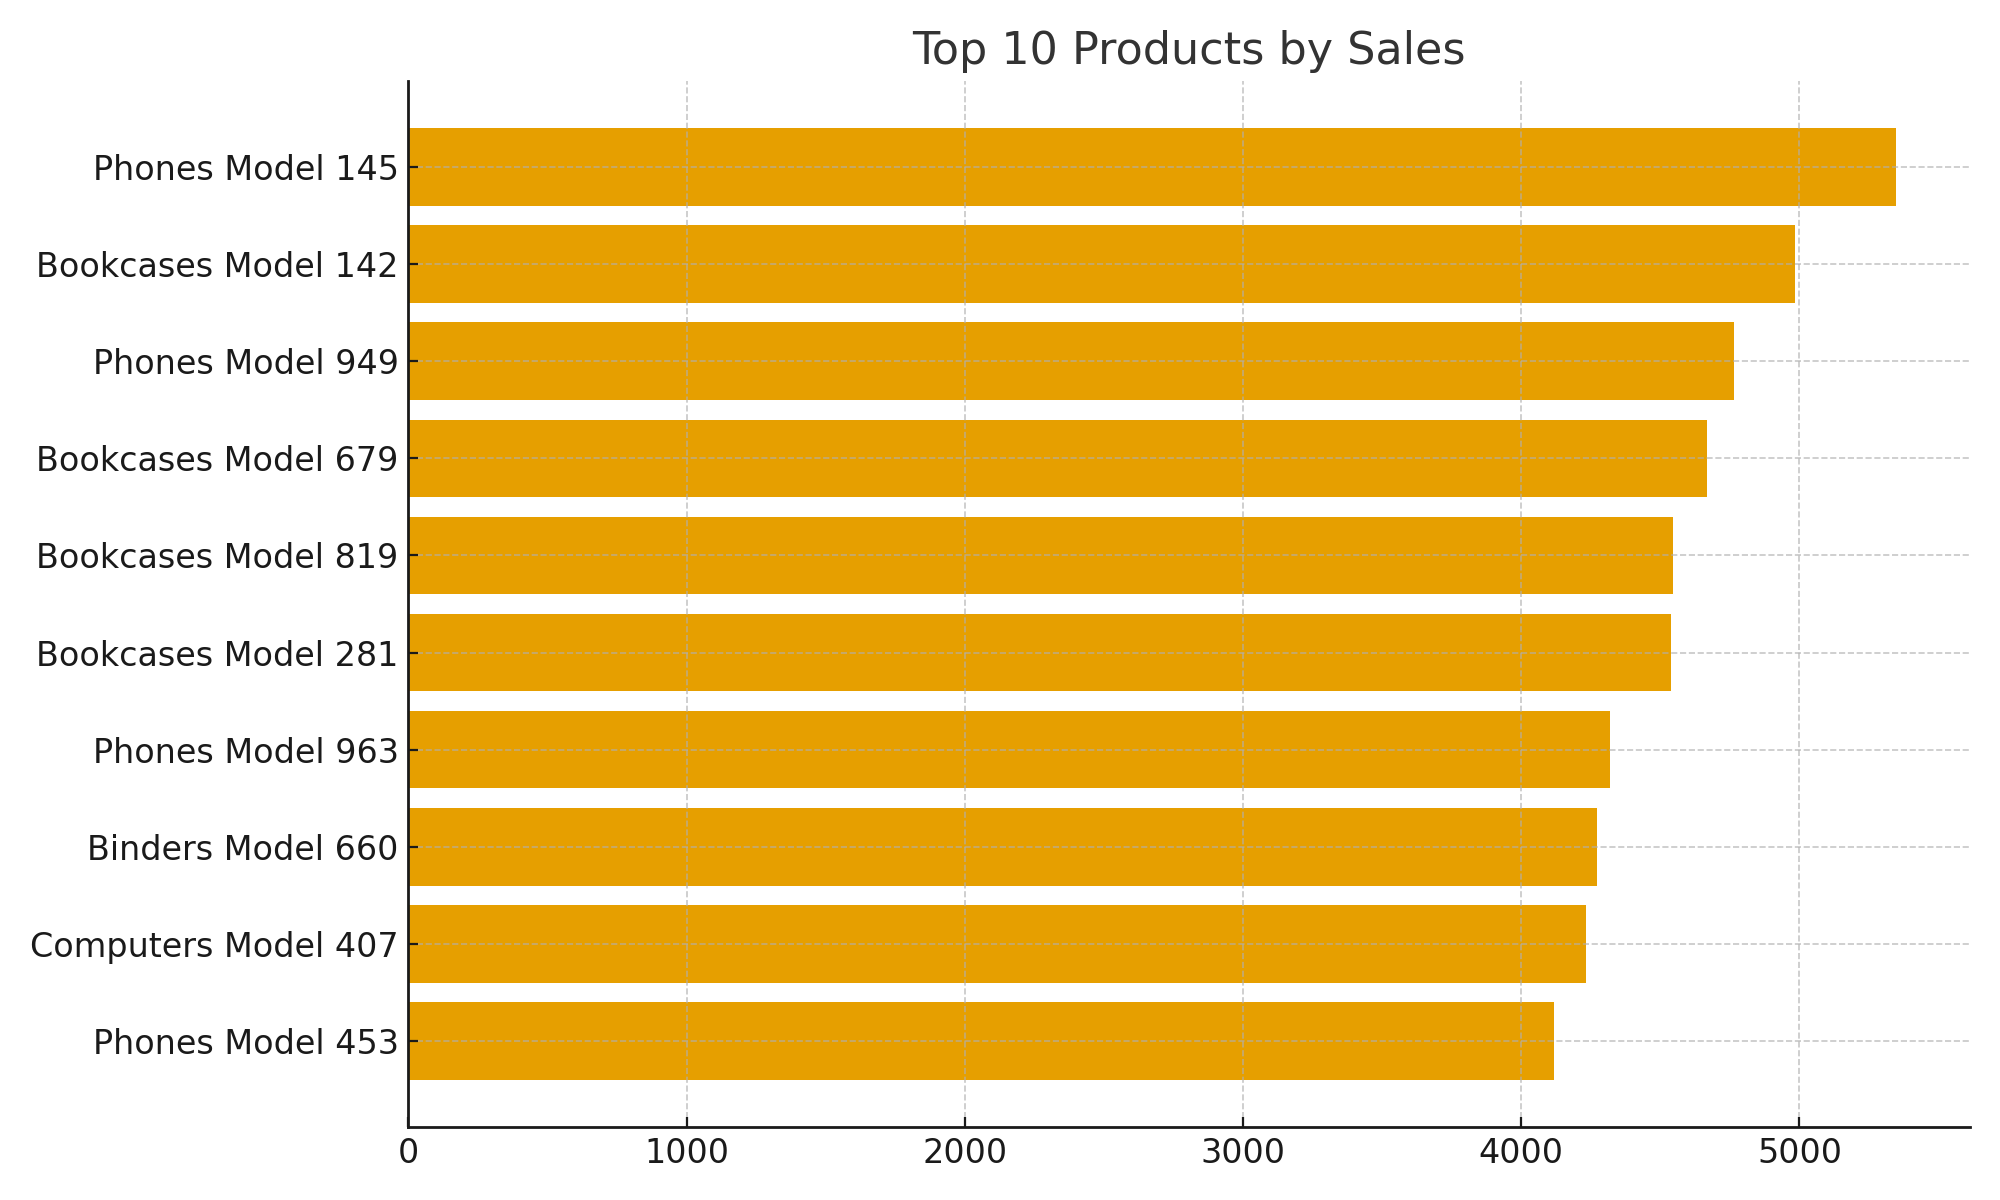 Top 10 Products by Sales
Phones Model 145
Bookcases Model 142
Phones Model 949
Bookcases Model 679
Bookcases Model 819
Bookcases Model 281
Phones Model 963
Binders Model 660
Computers Model 407
Phones Model 453
0 1000 2000 3000 4000 5000